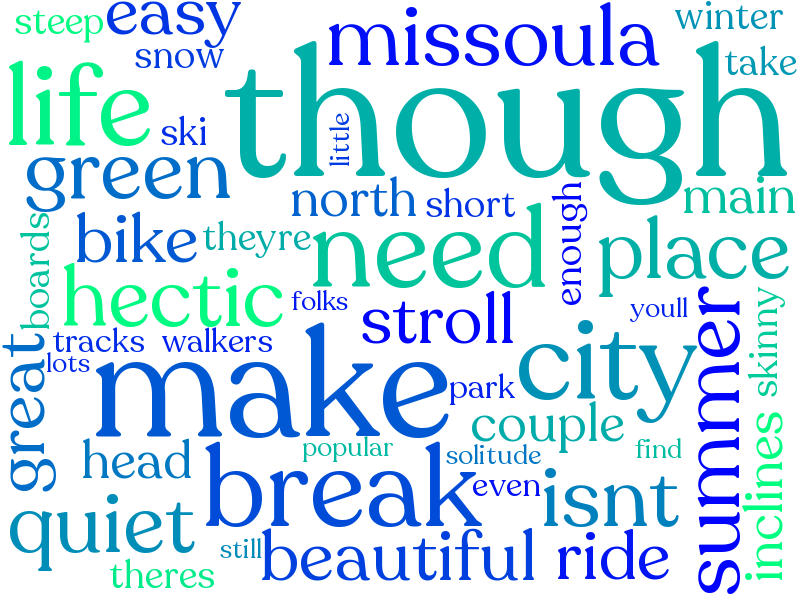 steep easy missoula winter
snow take
life ski little though
green north short enough main
boards bike theyre need place
hectic folks stroll youll summer skinny
great tracks walkers
lots make park city
couple inclines
head popular solitude find
break even isnt
quiet still beautiful ride
theres